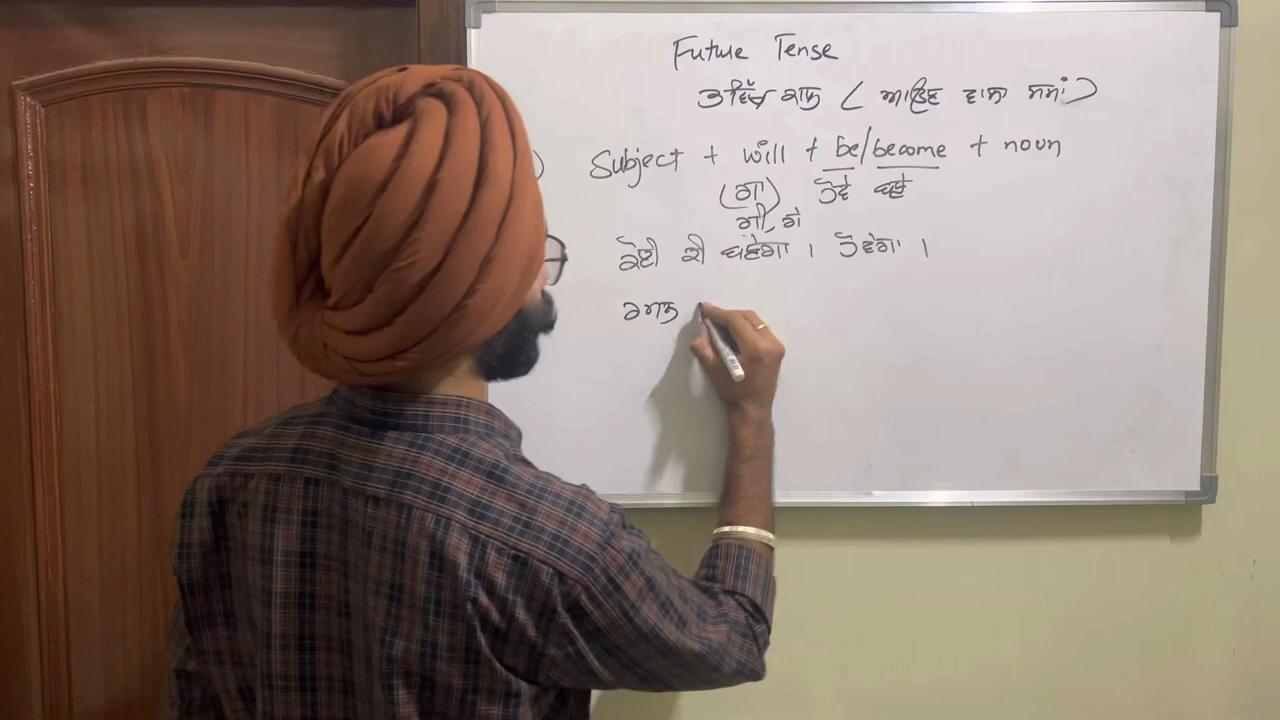 Future Tense
ਭਵਿੱਖ ਕਾਲ ( ਆਉਣ ਵਾਲਾ ਸਮਾਂ )
) Subject + will + be/become + noun
(ਗਾ) ਹੋਵੇ ਬਣੇ
ਗੀ, ਗੇ
ਕੋਈ ਕੀ ਬਣੇਗਾ । ਹੋਵੇਗਾ ।